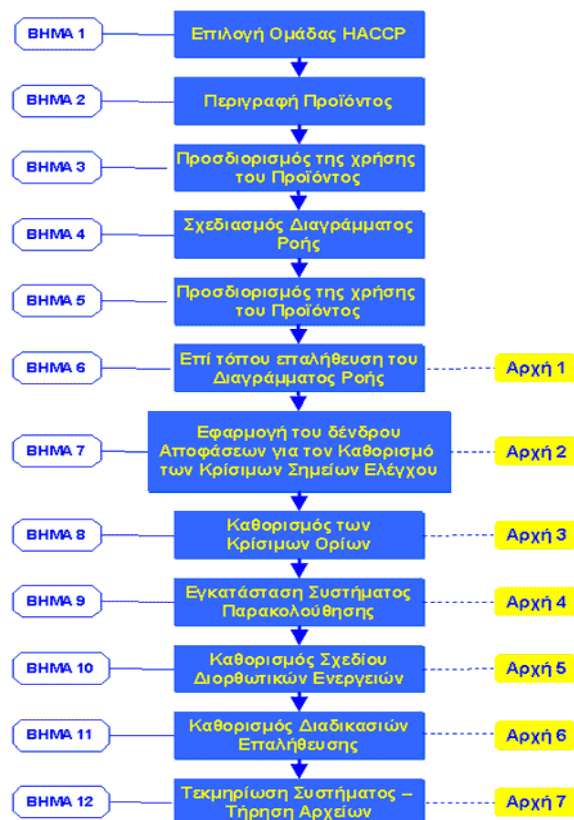 ΒΗΜΑ 1
Επιλογή Ομάδας HACCP
ΒΗΜΑ 2
Περιγραφή Προϊόντος
ΒΗΜΑ 3
Προσδιορισμός της χρήσης
του Προϊόντος
ΒΗΜΑ 4
Σχεδιασμός Διαγράμματος
Ροής
ΒΗΜΑ 5
Προσδιορισμός της χρήσης
του Προϊόντος
ΒΗΜΑ 6
Επί τόπου επαλήθευση του
Διαγράμματος Ροής
Αρχή 1
ΒΗΜΑ 7
Εφαρμογή του δένδρου
Αποφάσεων για τον Καθορισμό
των Κρίσιμων Σημείων Ελέγχου
Αρχή 2
ΒΗΜΑ 8
Καθορισμός των
Κρίσιμων Ορίων
Αρχή 3
ΒΗΜΑ 9
Εγκατάσταση Συστήματος
Παρακολούθησης
Αρχή 4
ΒΗΜΑ 10
Καθορισμός Σχεδίου
Διορθωτικών Ενεργειών
Αρχή 5
ΒΗΜΑ 11
Καθορισμός Διαδικασιών
Επαλήθευσης
Αρχή 6
ΒΗΜΑ 12
Τεκμηρίωση Συστήματος –
Τήρηση Αρχείων
Αρχή 7